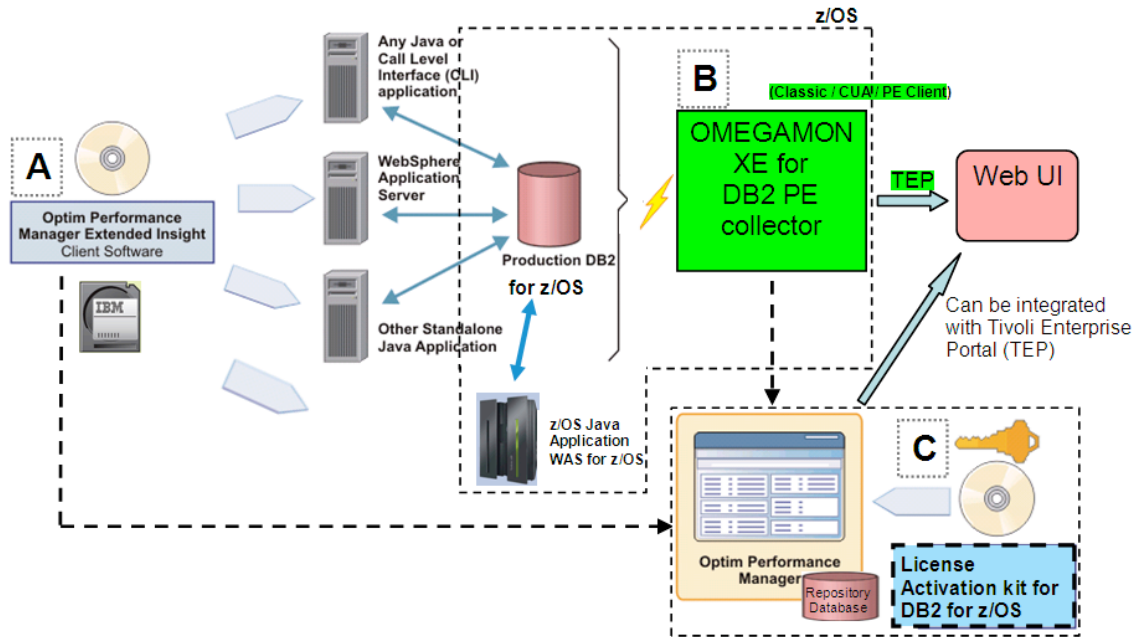 z/OS
A
Optim Performance
Manager Extended Insight
Client Software
IBM
Any Java or
Call Level
Interface (CLI)
application
WebSphere
Application
Server
Other Standalone
Java Application
Production DB2
for z/OS
z/OS Java
Application
WAS for z/OS
B
(Classic / CUA / PE Client)
OMEGAMON
XE for
DB2 PE
collector
TEP
Web UI
Can be integrated
with Tivoli Enterprise
Portal (TEP)
C
Optim Performance
Manager
Repository
Database
License
Activation kit for
DB2 for z/OS